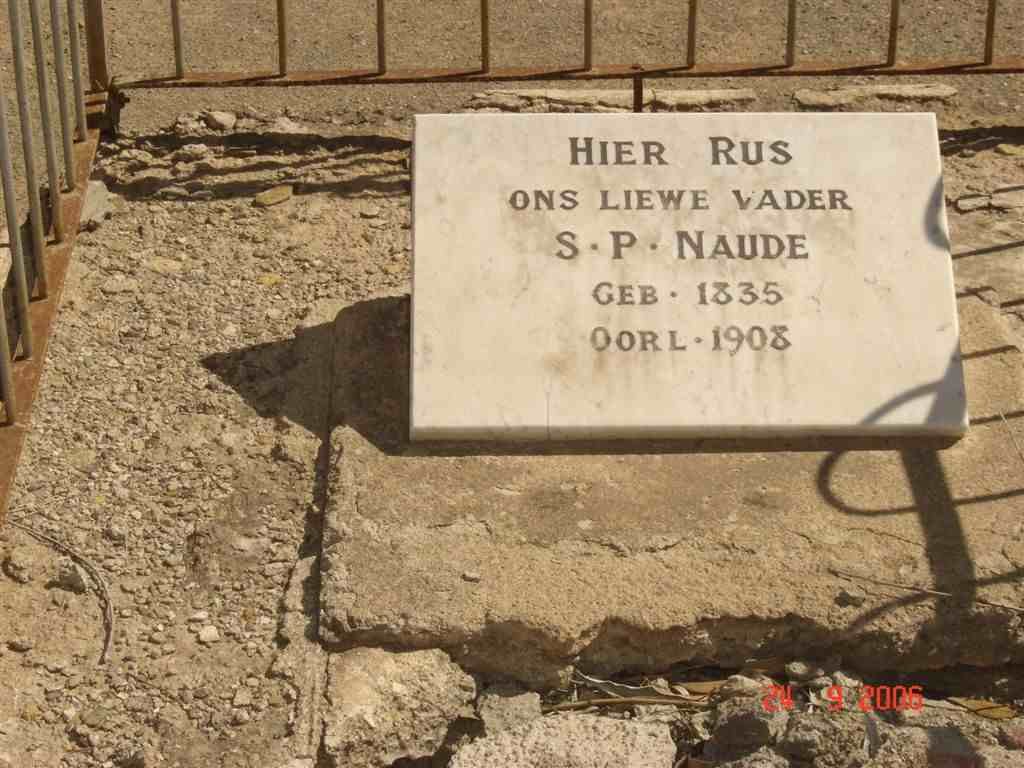 HIER RUS
ONS LIEWE VADER
S. P. NAUDE
GEB. 1835
OORL. 1908
24 9 2006